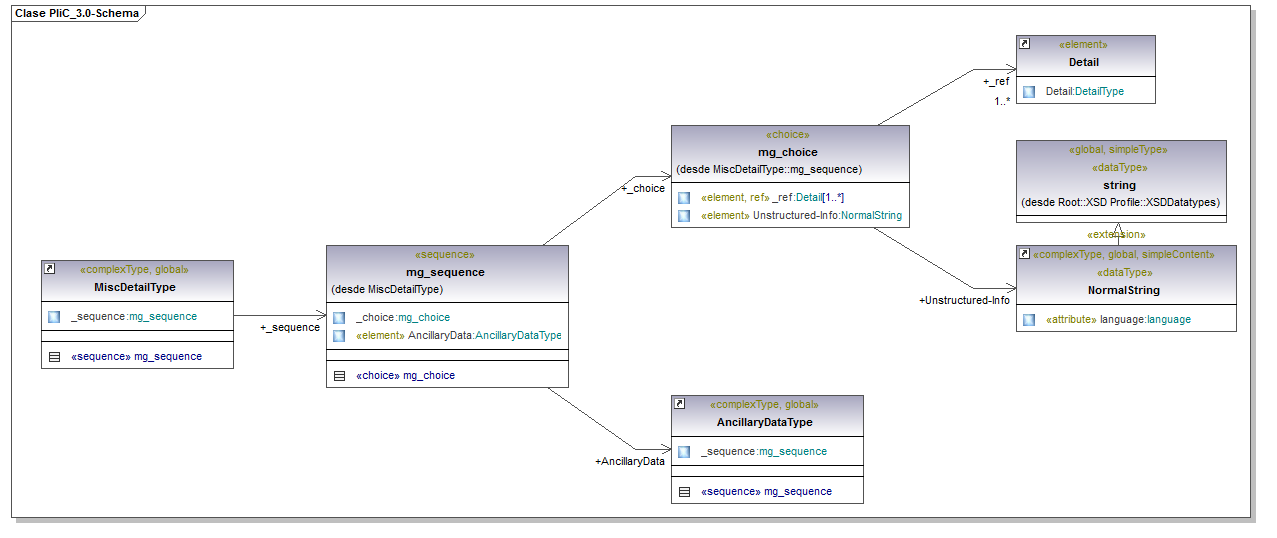 Clase PliC_3.0-Schema
«complexType, global»
MiscDetailType
_sequence:mg_sequence
«sequence» mg_sequence
+_sequence
«sequence»
mg_sequence
(desde MiscDetailType)
_choice:mg_choice
«element» AncillaryData:AncillaryDataType
«choice» mg_choice
+_choice
+AncillaryData
«choice»
mg_choice
(desde MiscDetailType::mg_sequence)
«element, ref» _ref:Detail[1..*]
«element» Unstructured-Info:NormalString
«complexType, global»
AncillaryDataType
_sequence:mg_sequence
«sequence» mg_sequence
+_ref
1..*
+Unstructured-Info
«element»
Detail
Detail:DetailType
«global, simpleType»
«dataType»
string
(desde Root::XSD Profile::XSDDatatypes)
«extension»
«complexType, global, simpleContent»
«dataType»
NormalString
«attribute» language:language